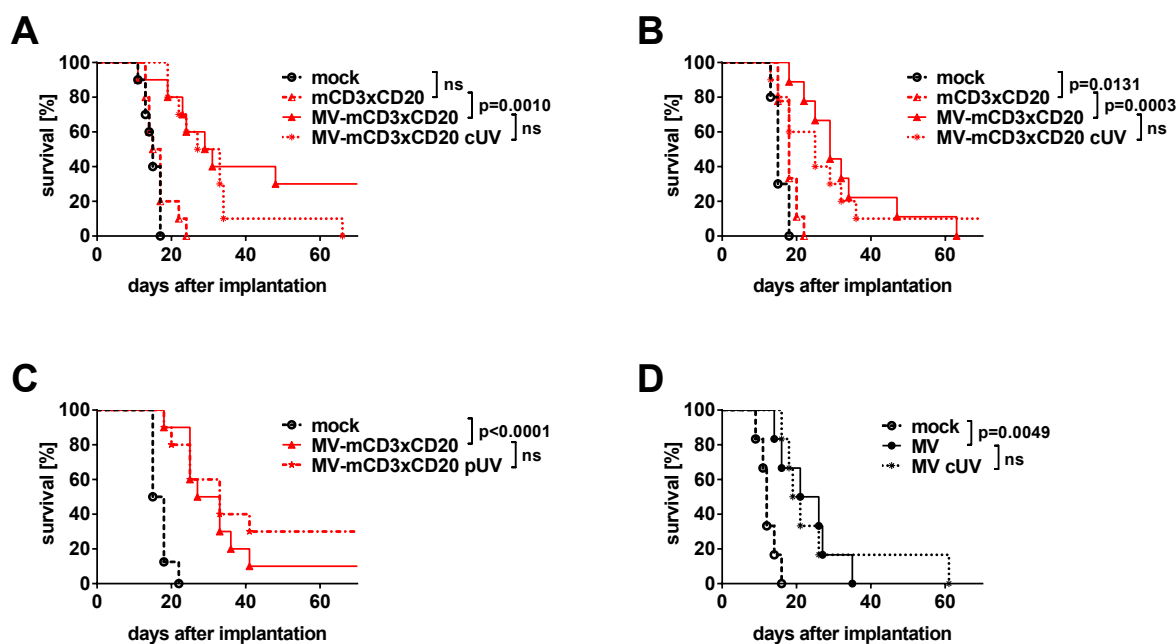 A
survival [%]
100
80
60
40
20
0
0 20 40 60
days after implantation
mock
mCD3xCD20
MV-mCD3xCD20
MV-mCD3xCD20 cUV
ns
p=0.0010
ns
B
survival [%]
100
80
60
40
20
0
0 20 40 60
days after implantation
mock
mCD3xCD20
MV-mCD3xCD20
MV-mCD3xCD20 cUV
p=0.0131
p=0.0003
ns
C
survival [%]
100
80
60
40
20
0
0 20 40 60
days after implantation
mock
MV-mCD3xCD20
MV-mCD3xCD20 pUV
p<0.0001
ns
D
survival [%]
100
80
60
40
20
0
0 20 40 60
days after implantation
mock
MV
MV cUV
p=0.0049
ns